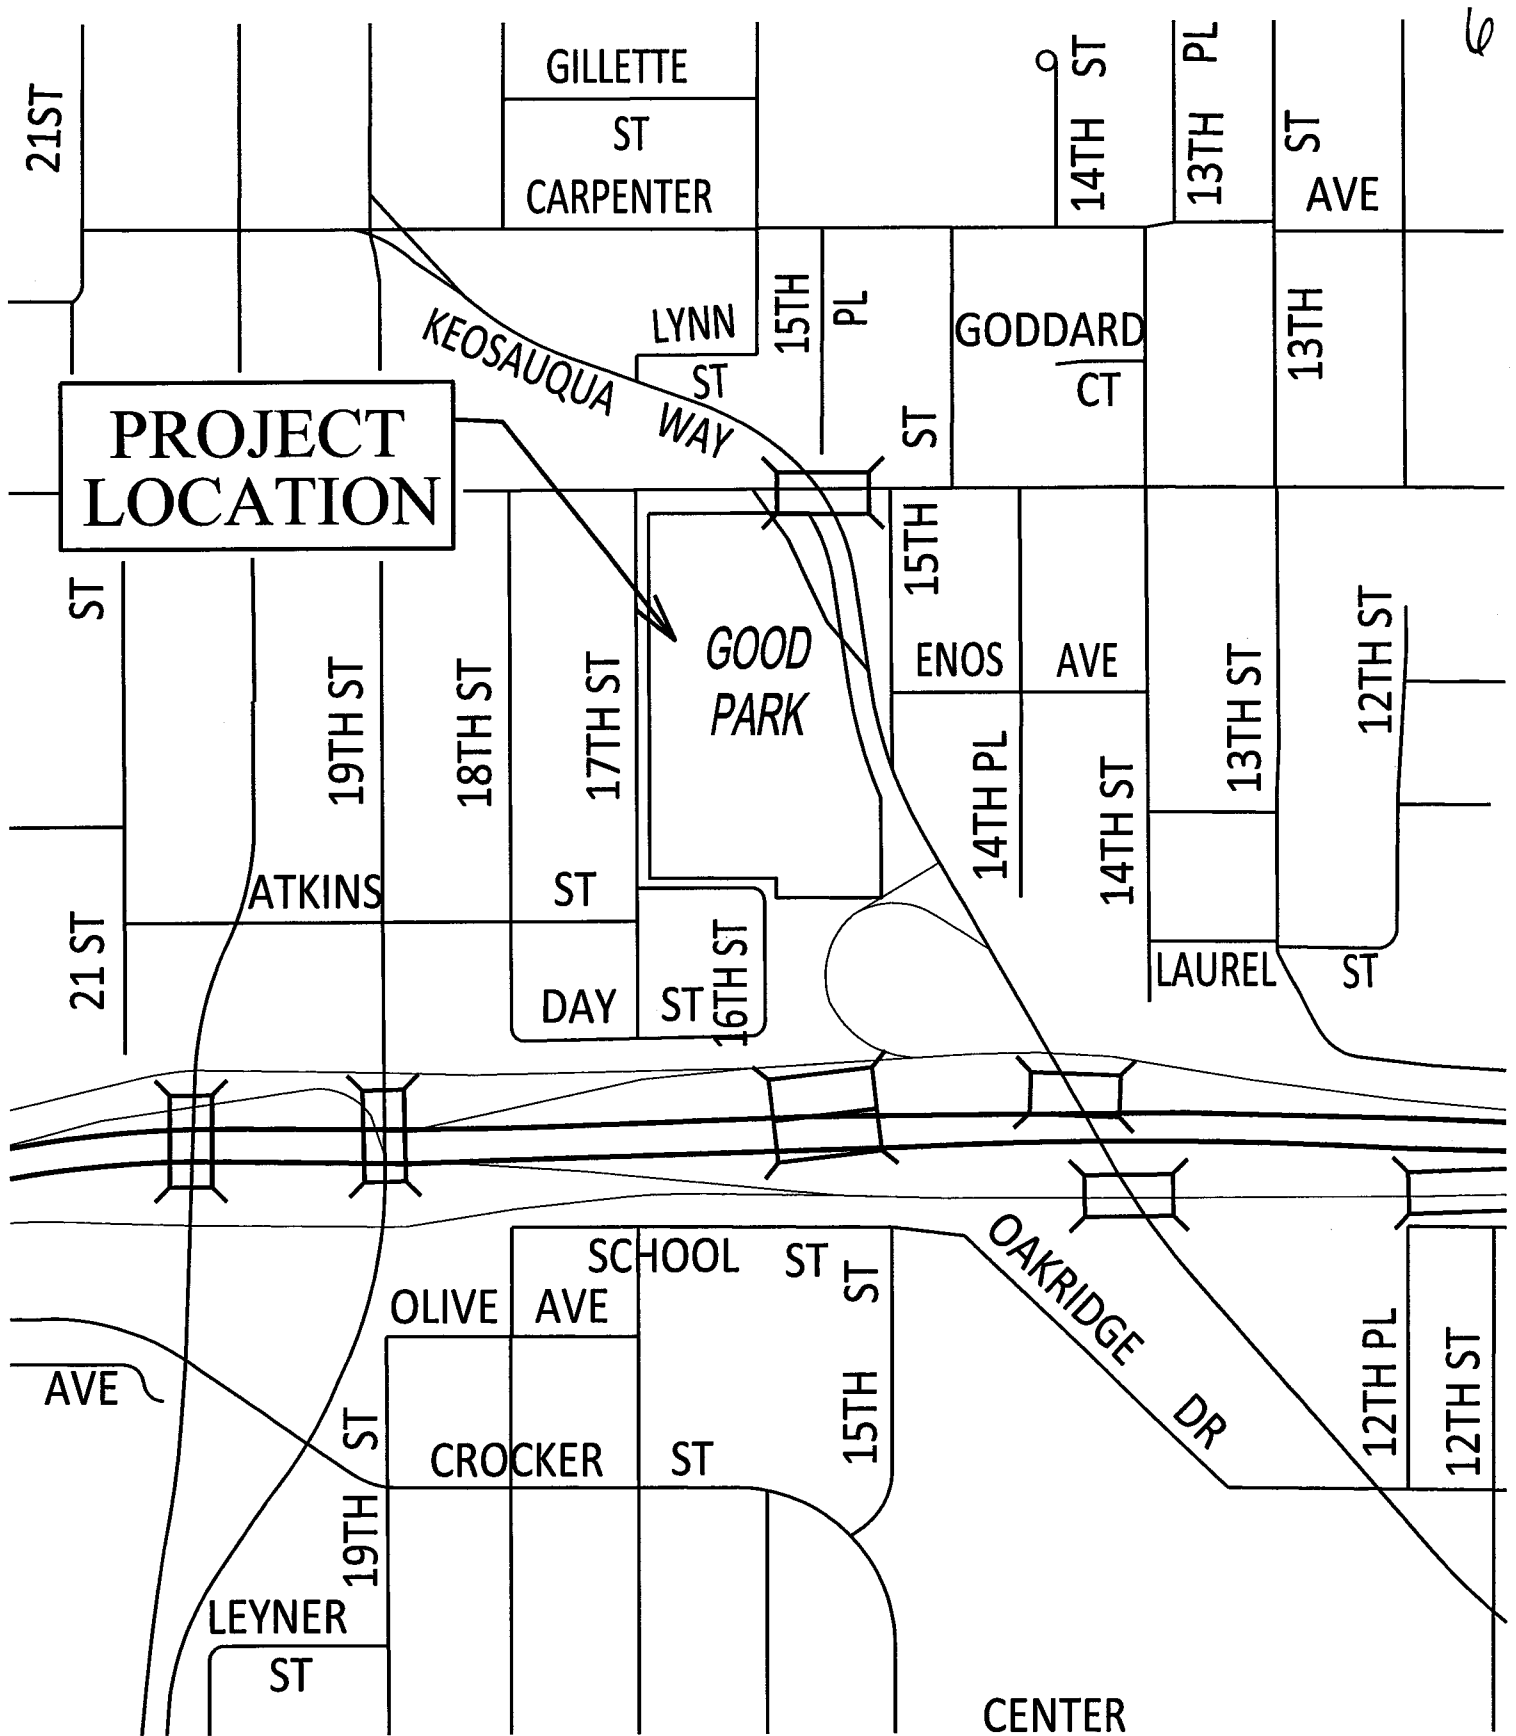 6
GILLETTE
ST
CARPENTER
AVE
21ST
14TH ST
13TH PL
ST
LYNN
ST
15TH
PL
GODDARD
CT
13TH
KEOSAUQUA
WAY
PROJECT
LOCATION
ST
15TH
ST
19TH ST
18TH ST
17TH ST
GOOD
PARK
ENOS AVE
12TH ST
13TH ST
14TH PL
14TH ST
ATKINS ST
21 ST
DAY ST
16TH ST
LAUREL ST
SCHOOL ST
OLIVE AVE
ST
15TH
OAKRIDGE
DR
AVE
12TH PL
12TH ST
ST
19TH
CROCKER ST
LEYNER
ST
CENTER